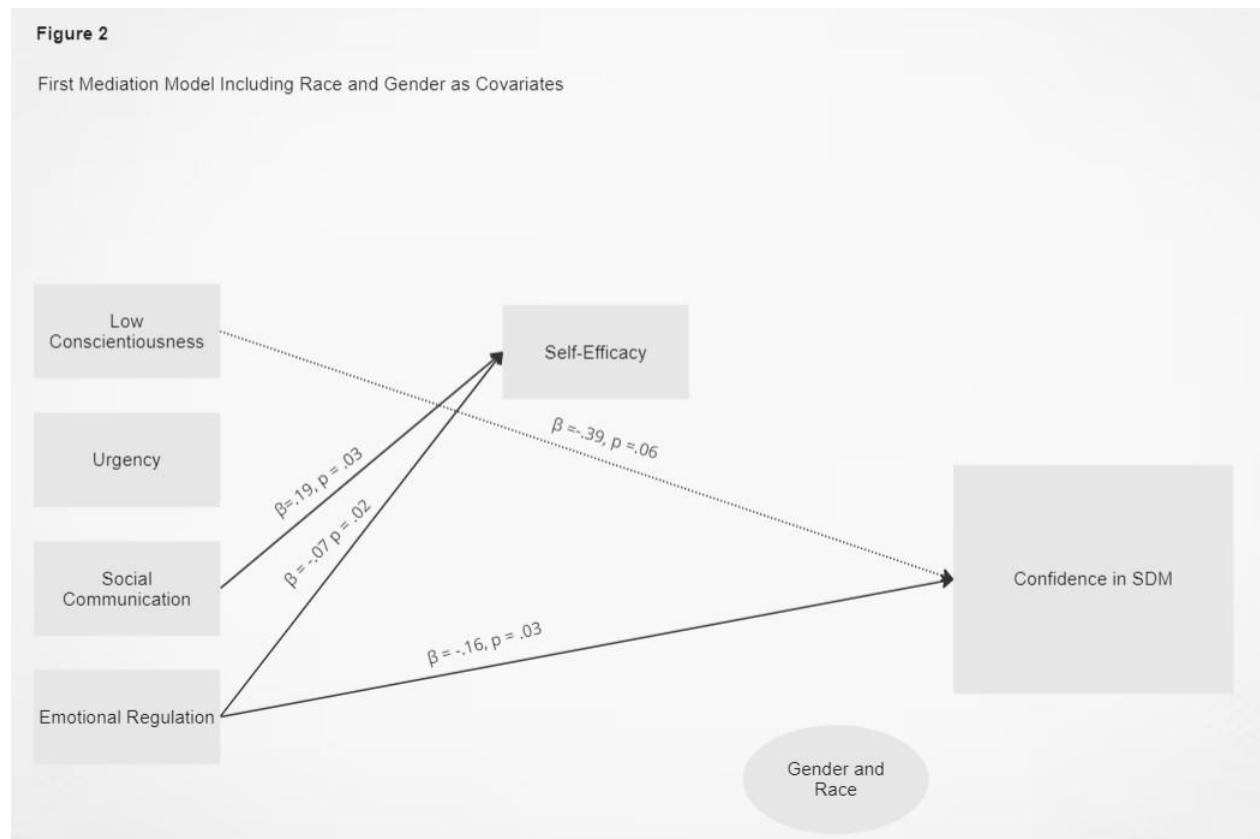 Figure 2
First Mediation Model Including Race and Gender as Covariates
Low
Conscientiousness
Self-Efficacy
β =-.39, p =.06
Urgency
β=.19, p = .03
β = -.07 p = .02
Social
Communication
Confidence in SDM
β = -.16, p = .03
Emotional Regulation
Gender and
Race